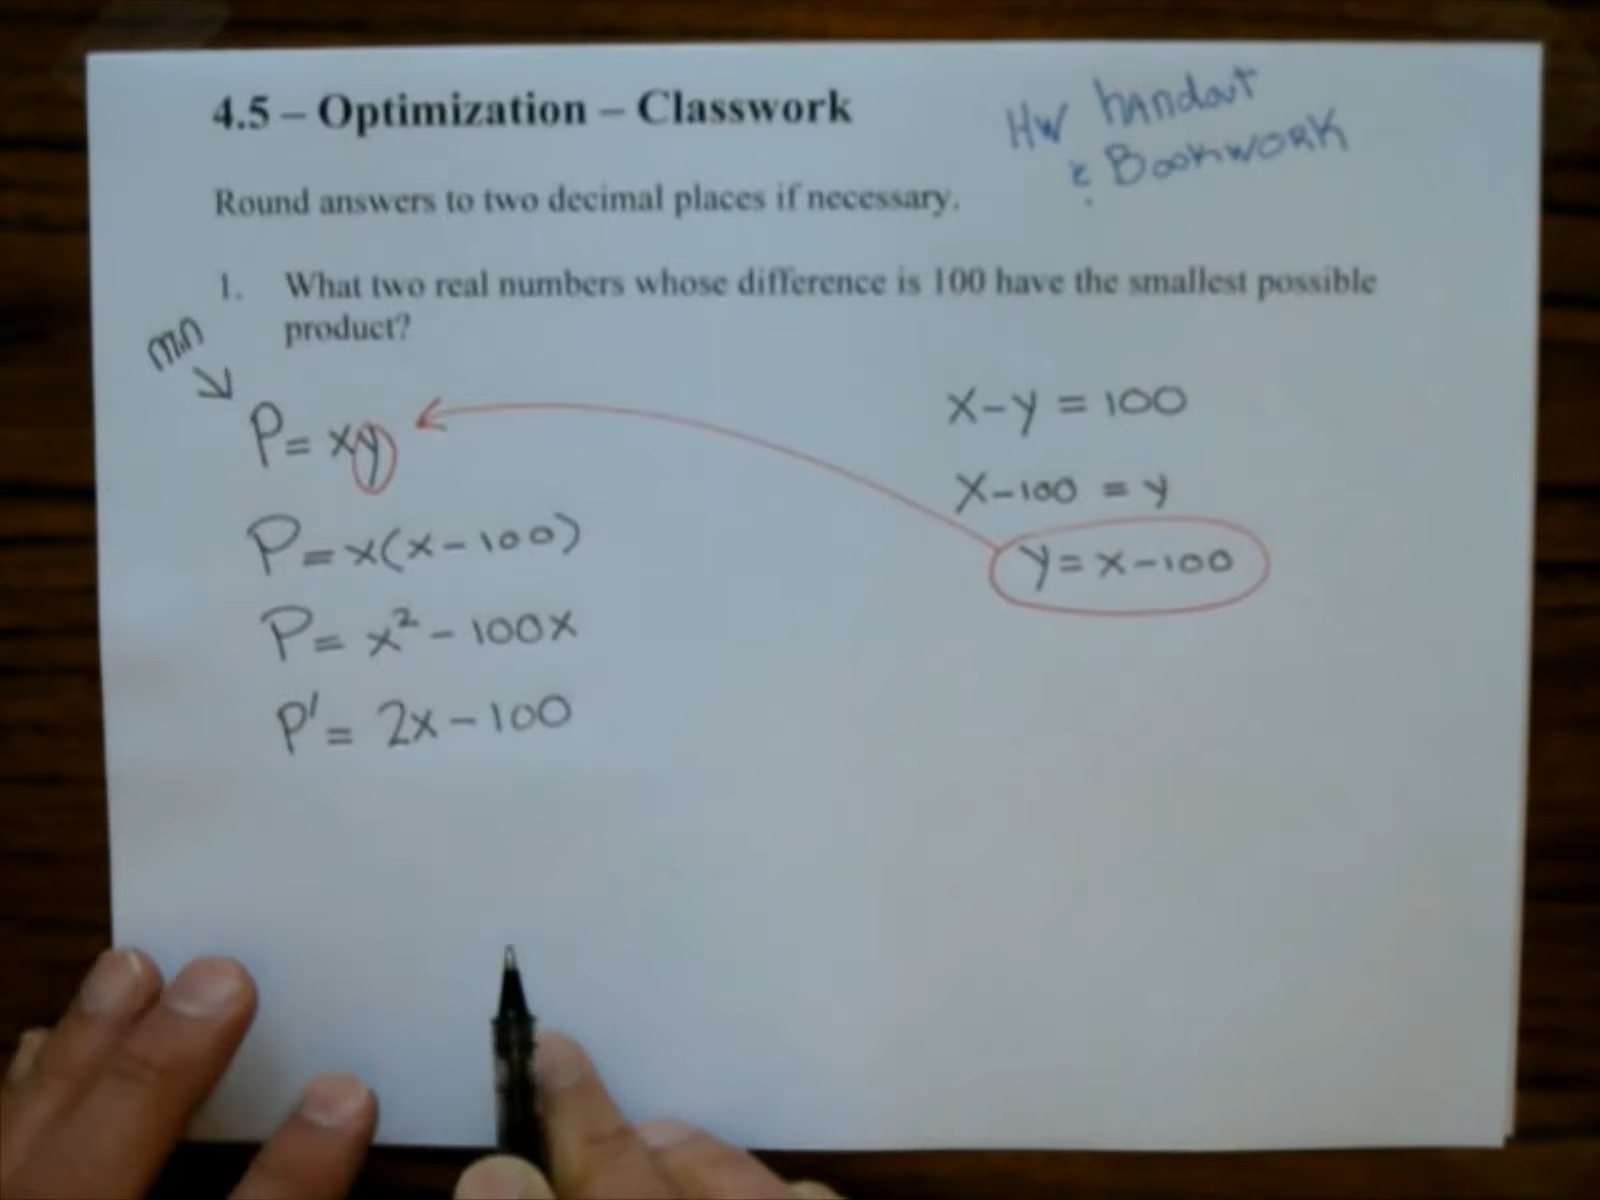 4.5 – Optimization – Classwork
HW handout
& Bookwork
Round answers to two decimal places if necessary.
1. What two real numbers whose difference is 100 have the smallest possible
product?
min
P = xy
x - y = 100
x - 100 = y
P = x(x - 100)
y = x - 100
P = x² - 100x
P' = 2x - 100